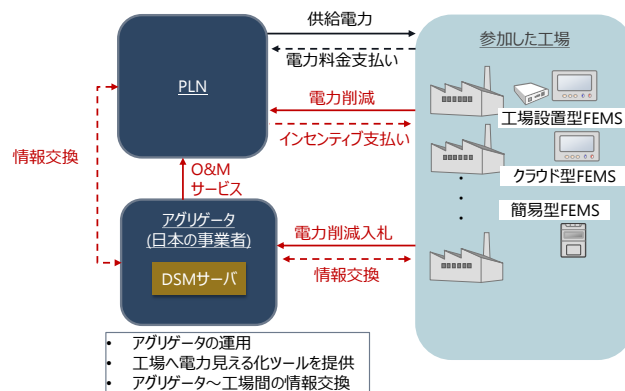 供給電力
参加した工場
電力料金支払い
PLN
電力削減
工場設置型FEMS
インセンティブ支払い
情報交換
O&M
サービス
クラウド型FEMS
簡易型FEMS
アグリゲータ
(日本の事業者)
電力削減入札
DSMサーバ
情報交換
• アグリゲータの運用
• 工場へ電力見える化ツールを提供
• アグリゲータ～工場間の情報交換